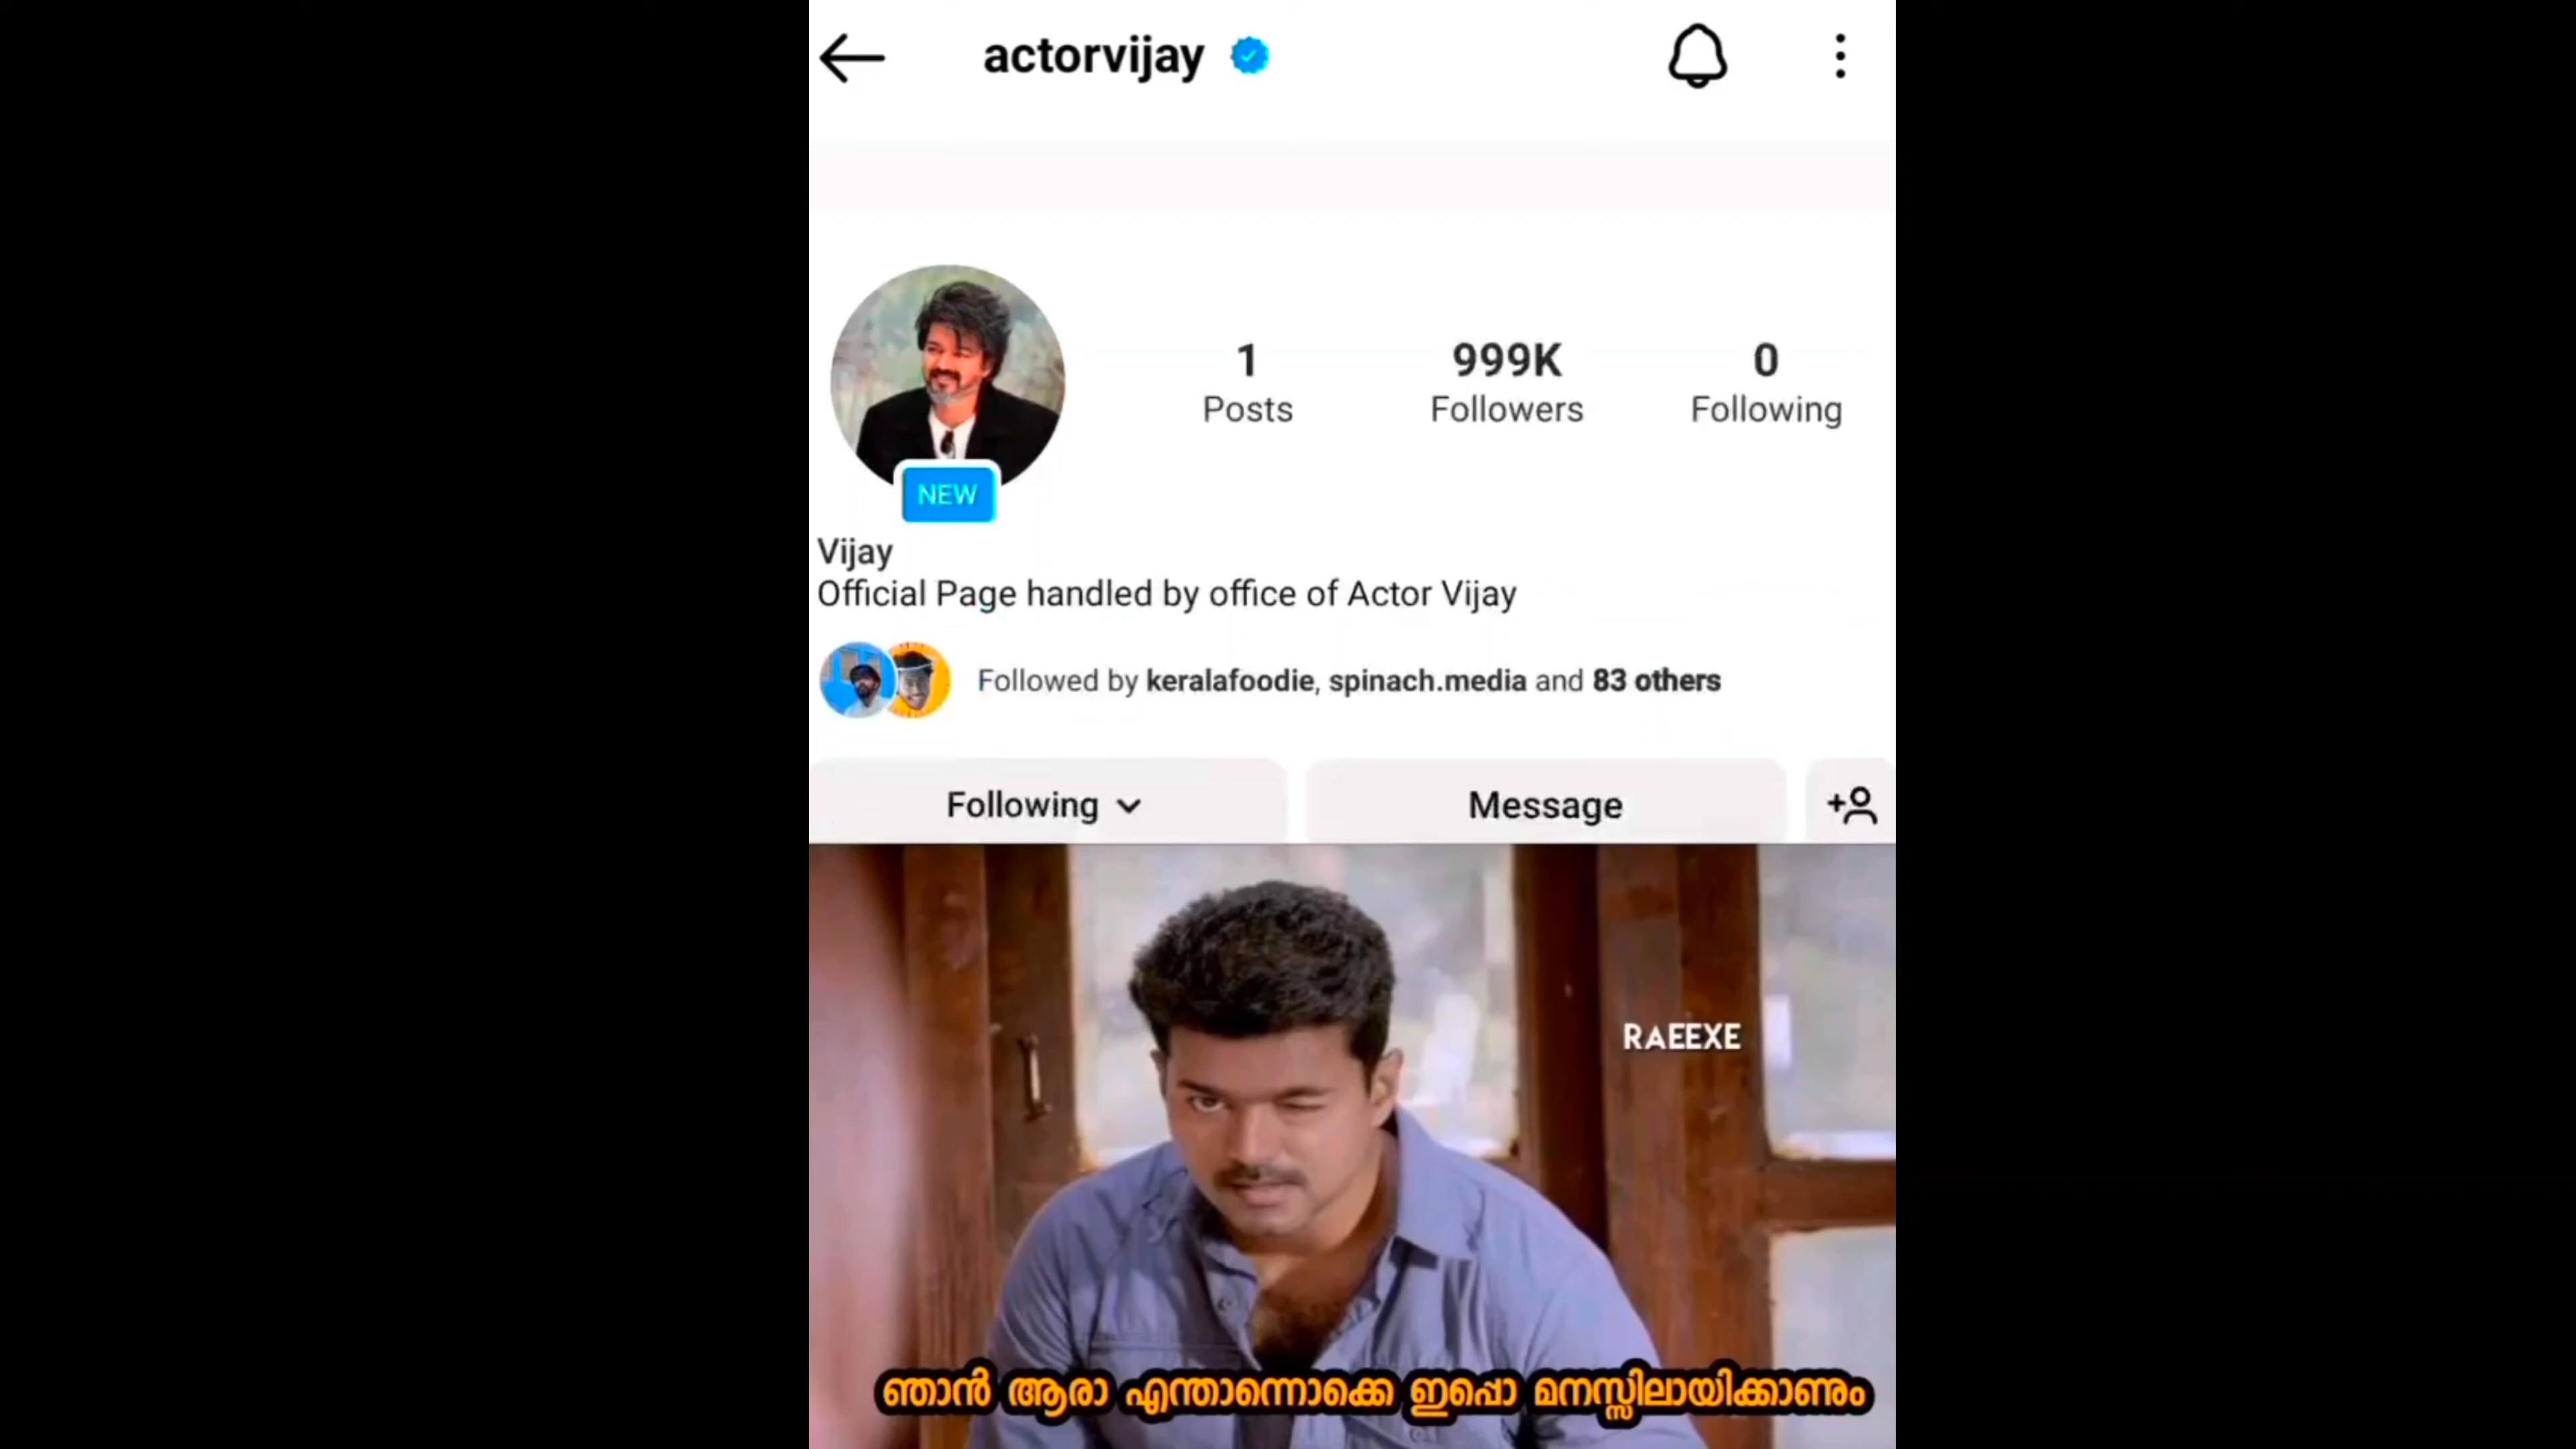 actorvijay
1 999K 0
Posts Followers Following
NEW
Vijay
Official Page handled by office of Actor Vijay
Followed by keralafoodie, spinach.media and 83 others
Following Message
RAEEXE
ഞാൻ ആരാ എന്താന്നൊക്കെ ഇപ്പൊ മനസ്സിലായിക്കാണും